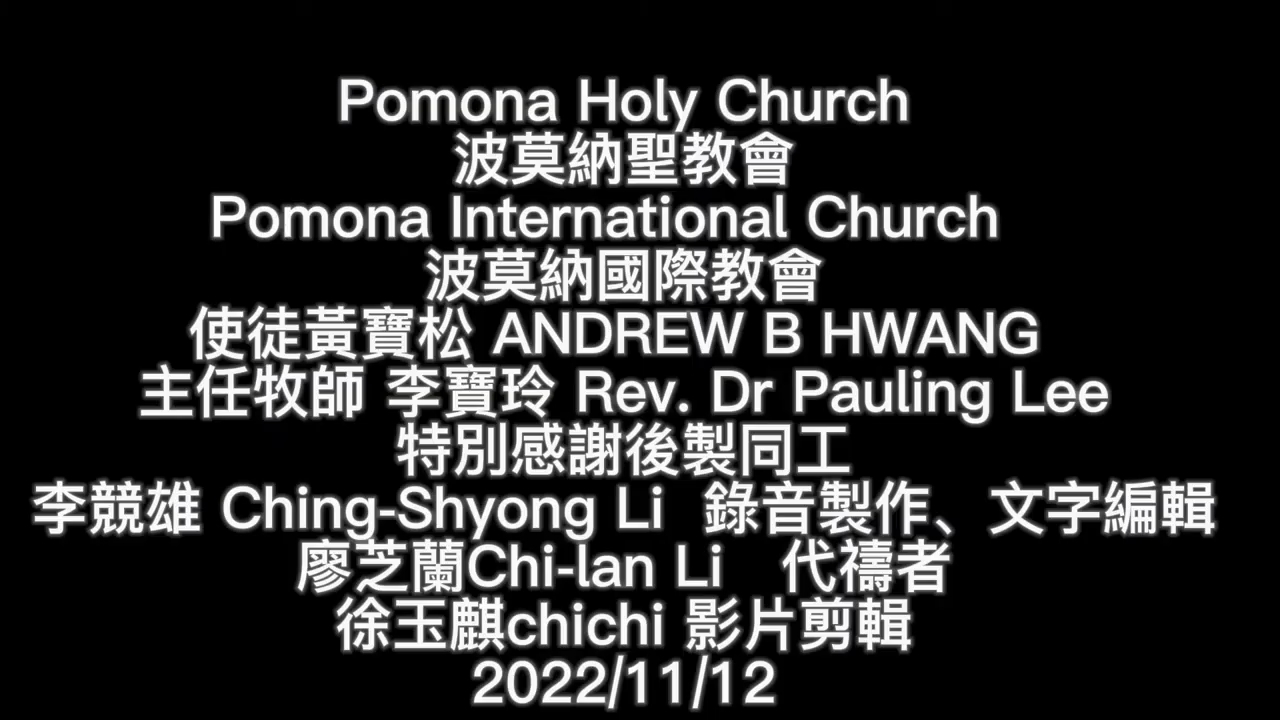 Pomona Holy Church
波莫納聖教會
Pomona International Church
波莫納國際教會
使徒黃寶松 ANDREW B HWANG
主任牧師 李寶玲 Rev. Dr Pauling Lee
特別感謝後製同工
李競雄 Ching-Shyong Li 錄音製作、文字編輯
廖芝蘭Chi-lan Li 代禱者
徐玉麒chichi 影片剪輯
2022/11/12